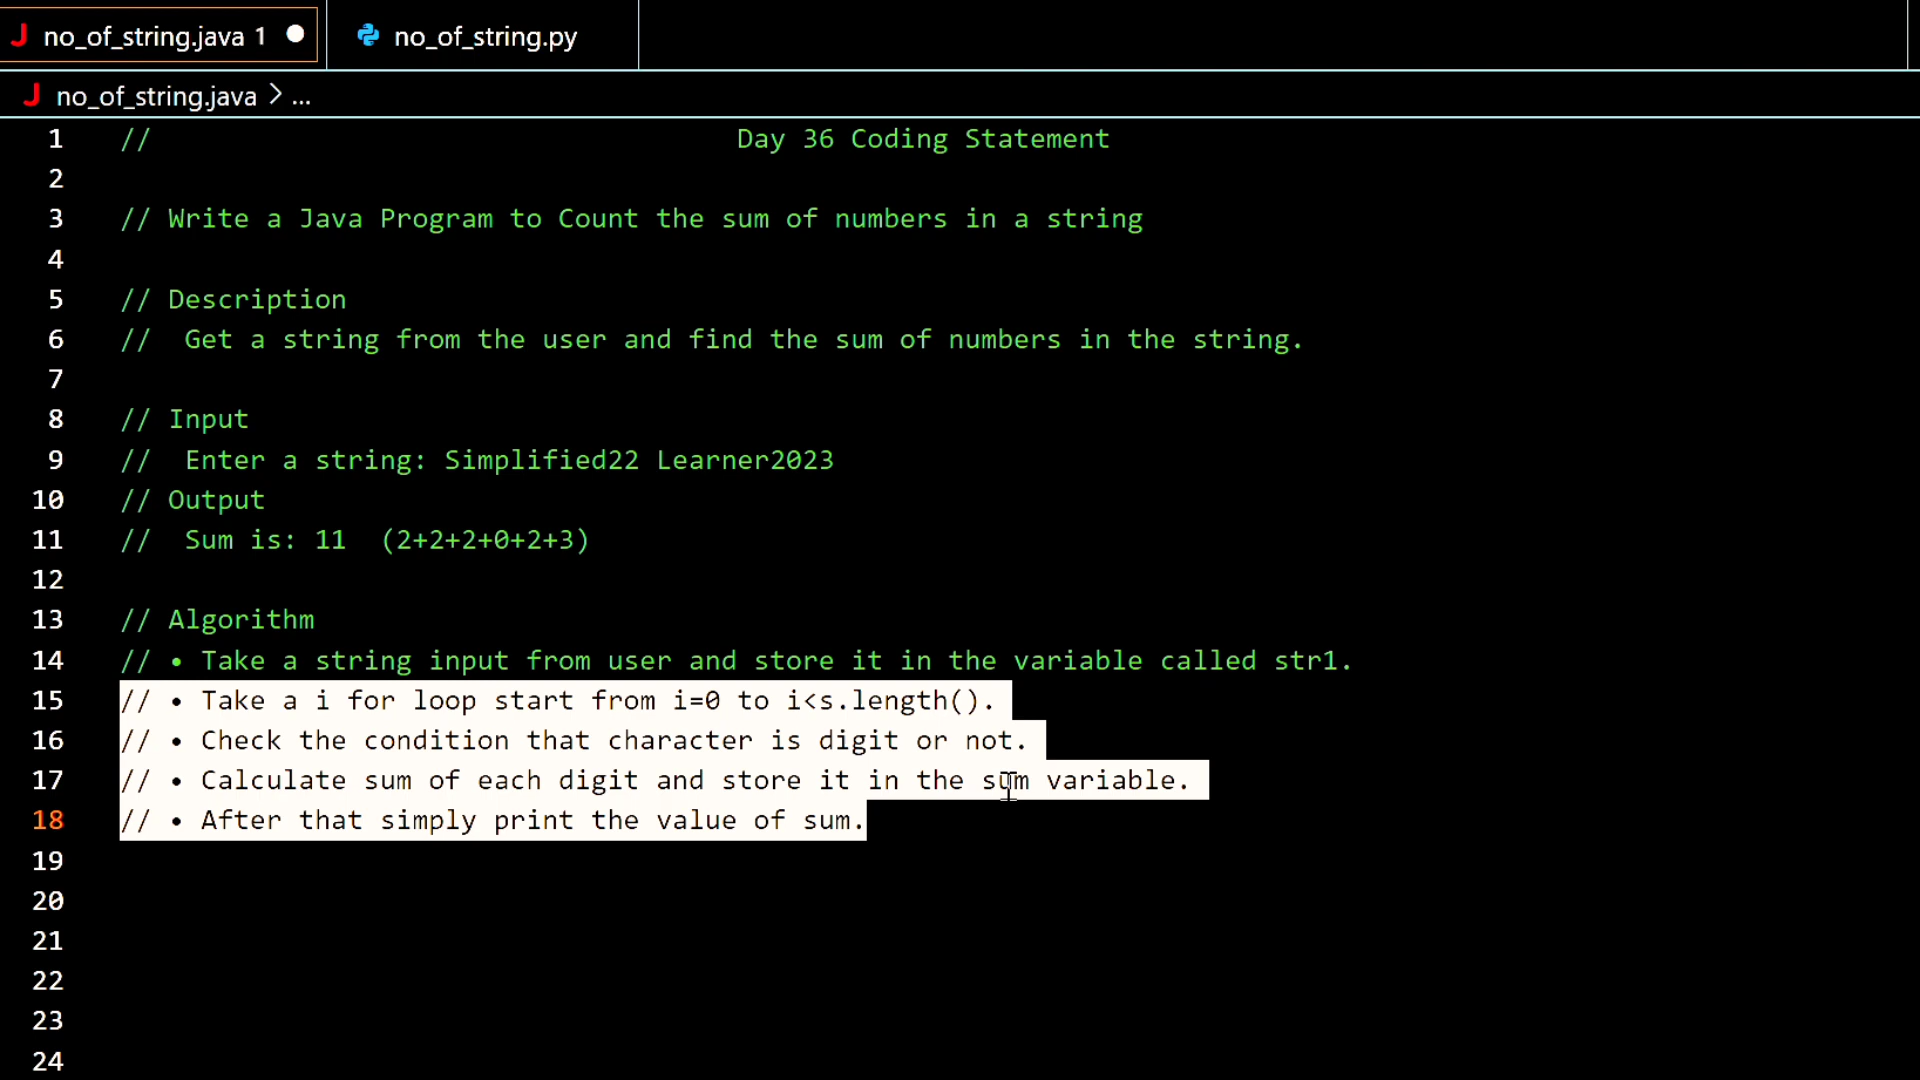 no_of_string.java 1
no_of_string.py
no_of_string.java > ...
1 // Day 36 Coding Statement
2
3 // Write a Java Program to Count the sum of numbers in a string
4
5 // Description
6 // Get a string from the user and find the sum of numbers in the string.
7
8 // Input
9 // Enter a string: Simplified22 Learner2023
10 // Output
11 // Sum is: 11 (2+2+2+0+2+3)
12
13 // Algorithm
14 // • Take a string input from user and store it in the variable called str1.
15 // • Take a i for loop start from i=0 to i<s.length().
16 // • Check the condition that character is digit or not.
17 // • Calculate sum of each digit and store it in the sum variable.
18 // • After that simply print the value of sum.
19
20
21
22
23
24